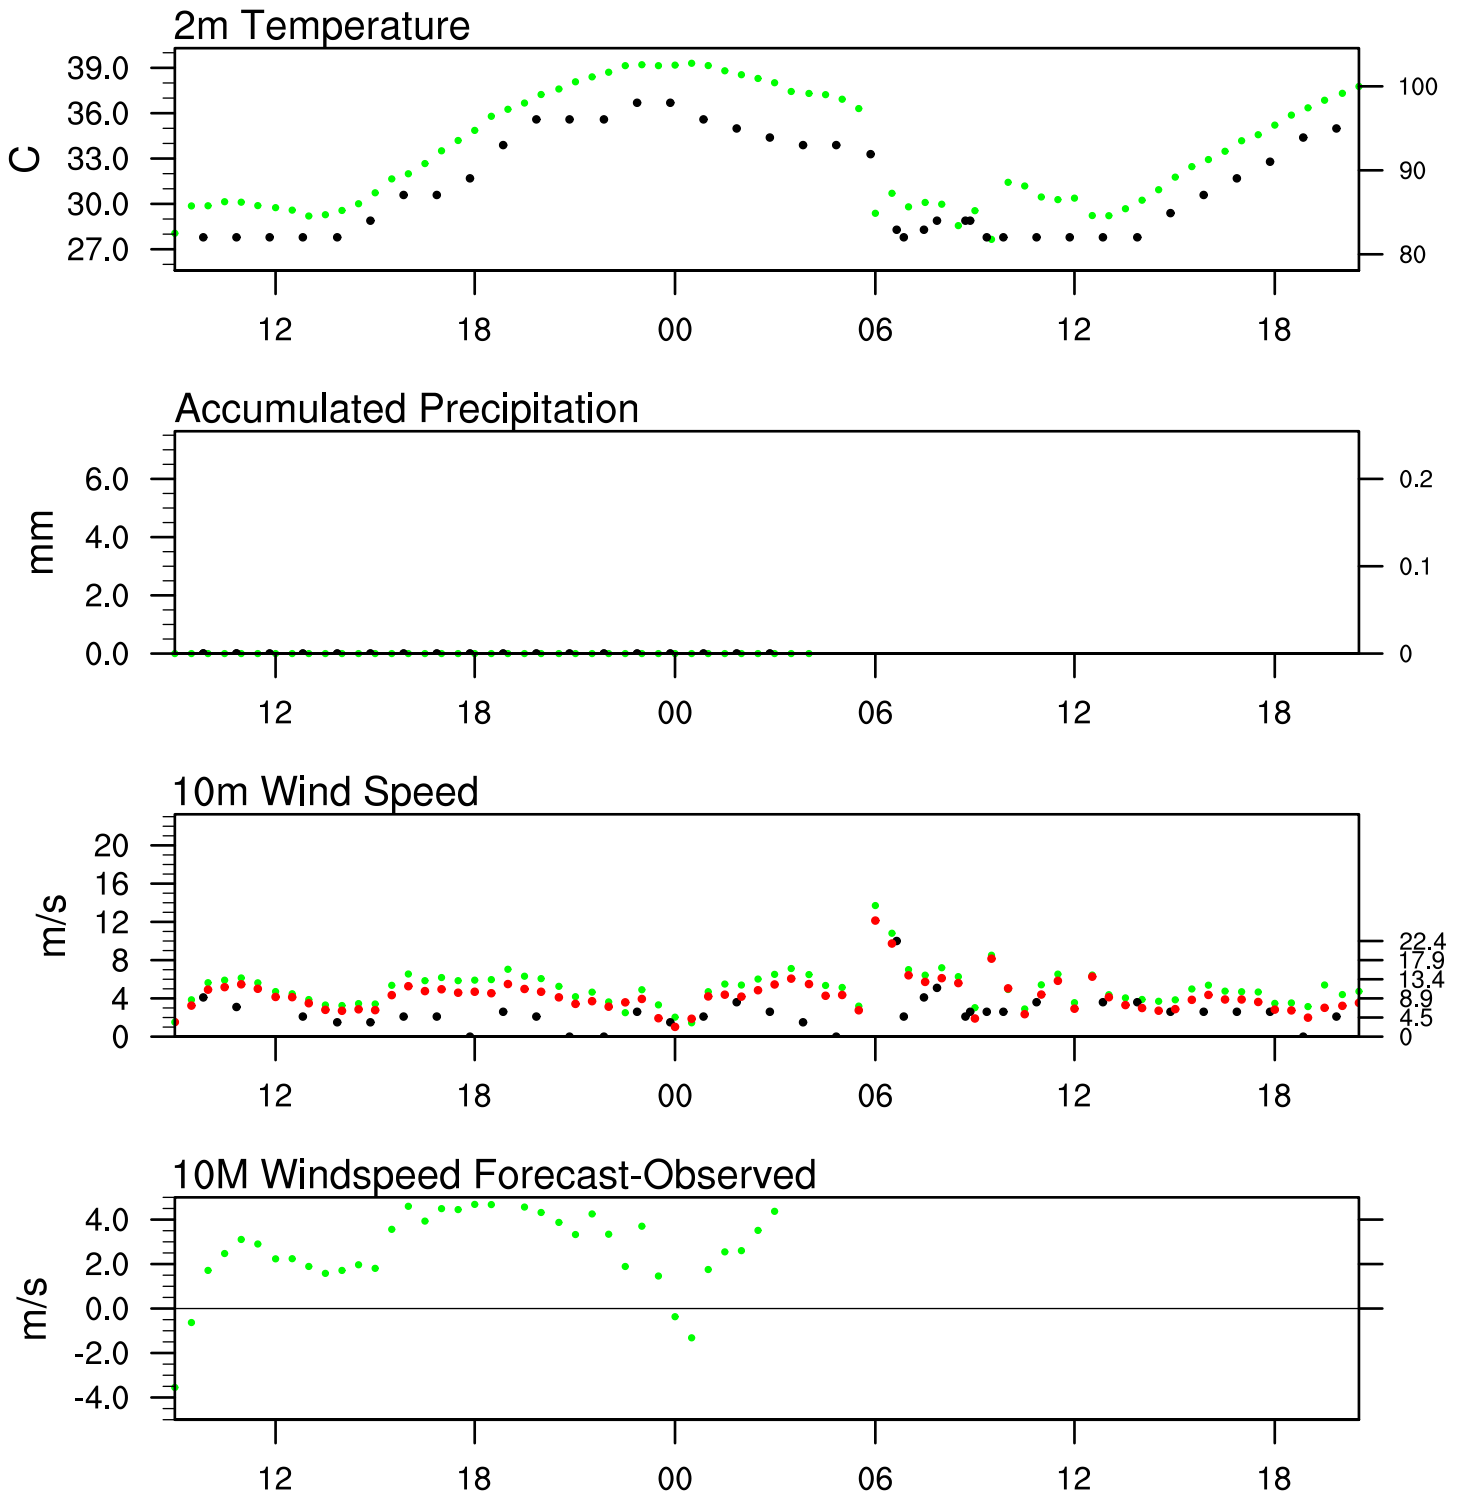 2m Temperature
39.0
36.0
33.0
30.0
27.0
C
100
90
80
12 18 00 06 12 18
Accumulated Precipitation
6.0
4.0
2.0
0.0
mm
0.2
0.1
0
12 18 00 06 12 18
10m Wind Speed
20
16
12
8
4
0
m/s
22.4
17.9
13.4
8.9
4.5
0
12 18 00 06 12 18
10M Windspeed Forecast-Observed
4.0
2.0
0.0
-2.0
-4.0
m/s
12 18 00 06 12 18